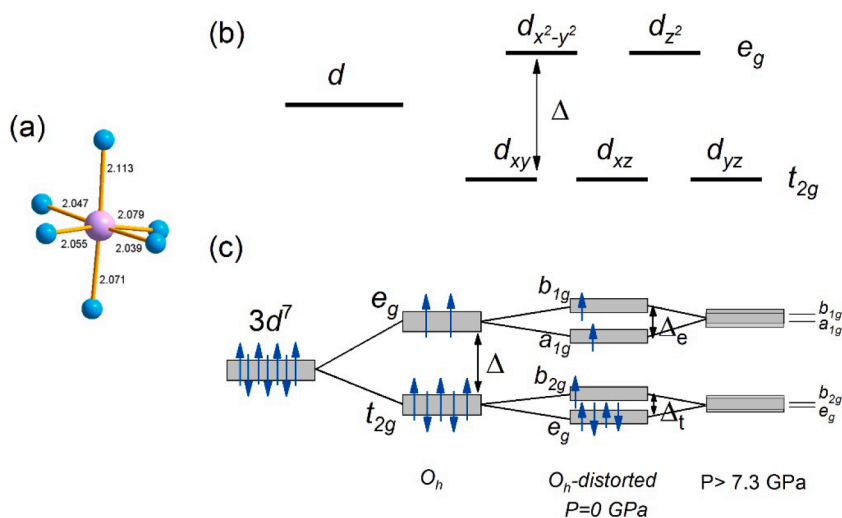 (a)
2.113
2.047
2.079
2.055
2.039
2.071
(b)
d
dx²-y²
dz²
eg
Δ
dxy
dxz
dyz
t2g
(c)
3d⁷
eg
Δ
t2g
b1g
a1g
Δe
b2g
eg
Δt
b1g
a1g
b2g
eg
Oh
Oh-distorted
P=0 GPa
P> 7.3 GPa